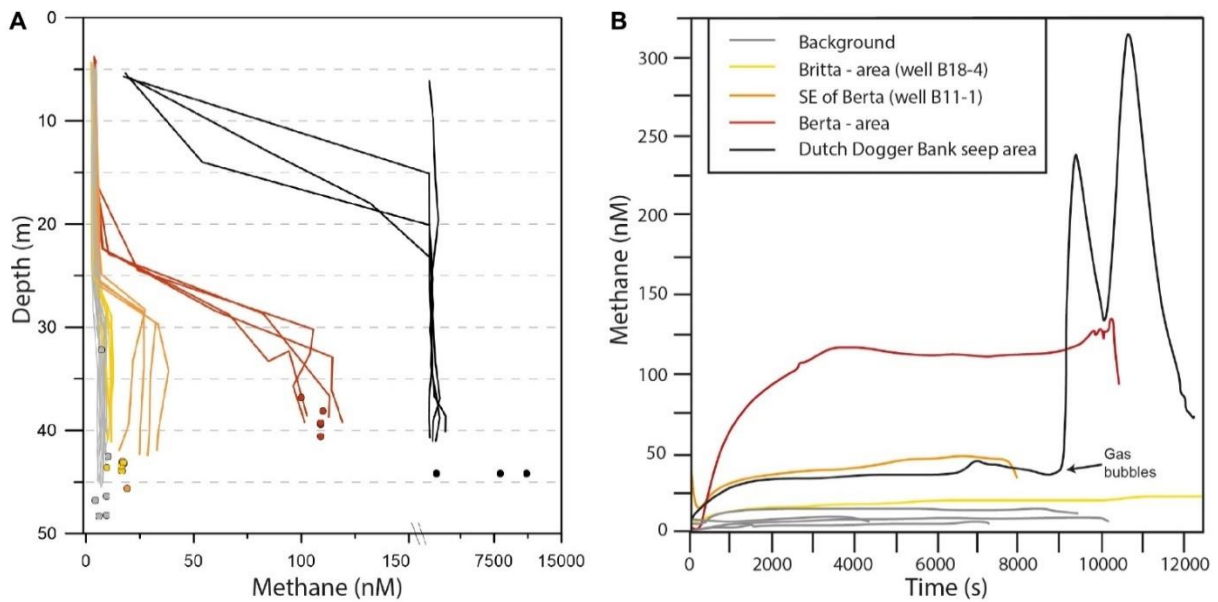 A
0
10
20
30
40
50
Depth (m)
0
50
100
150
7500
15000
Methane (nM)
B
300
250
200
150
100
50
0
Methane (nM)
Background
Britta - area (well B18-4)
SE of Berta (well B11-1)
Berta - area
Dutch Dogger Bank seep area
Gas
bubbles
0
2000
4000
6000
8000
10000
12000
Time (s)